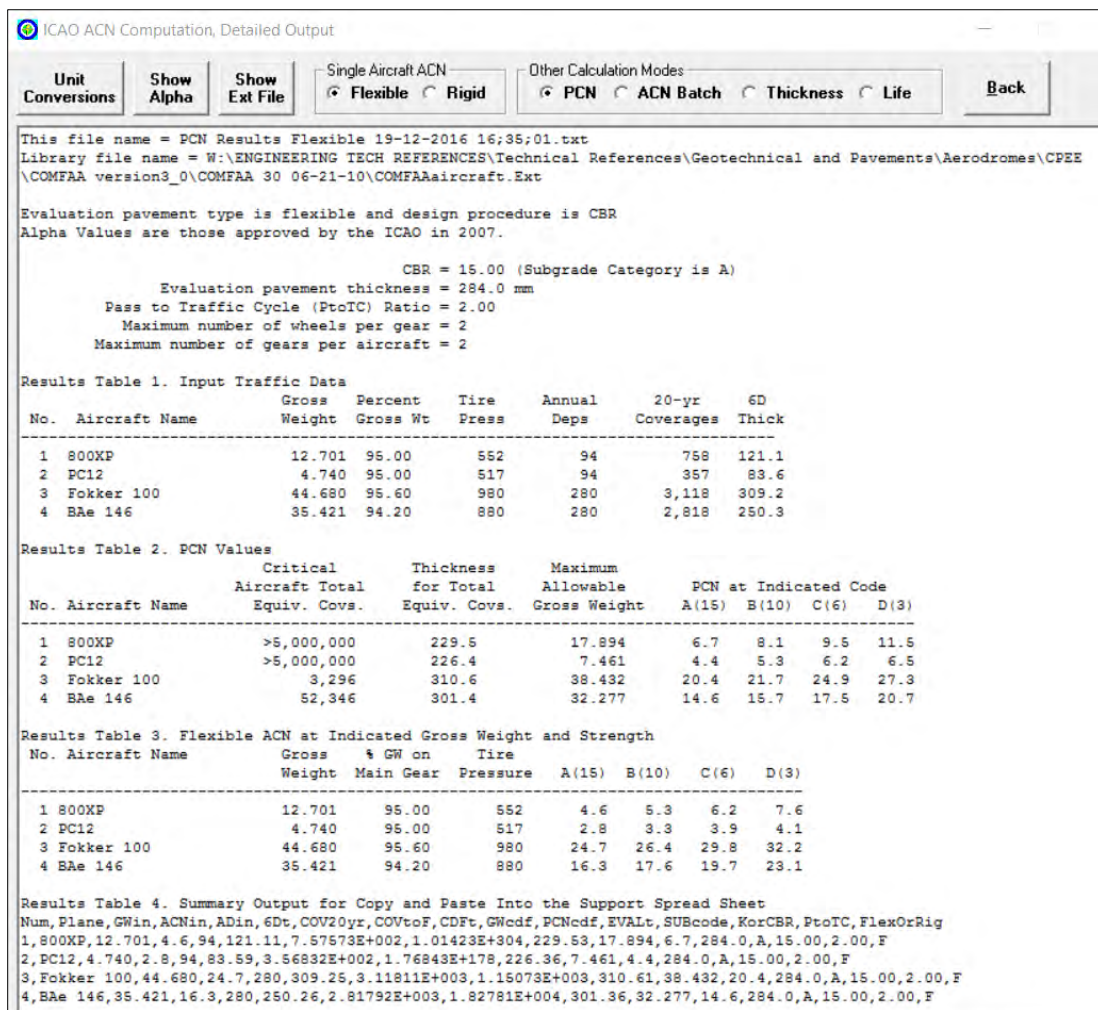 ICAO ACN Computation, Detailed Output
Unit Conversions
Show Alpha
Show Ext File
Single Aircraft ACN
Flexible Rigid
Other Calculation Modes
PCN ACN Batch Thickness Life
Back
This file name = PCN Results Flexible 19-12-2016 16;35;01.txt
Library file name = W:\ENGINEERING TECH REFERENCES\Technical References\Geotechnical and Pavements\Aerodromes\CPEE
\COMFAA version3_0\COMFAA 30 06-21-10\COMFAAaircraft.Ext
Evaluation pavement type is flexible and design procedure is CBR
Alpha Values are those approved by the ICAO in 2007.
CBR = 15.00 (Subgrade Category is A)
Evaluation pavement thickness = 284.0 mm
Pass to Traffic Cycle (PtoTC) Ratio = 2.00
Maximum number of wheels per gear = 2
Maximum number of gears per aircraft = 2
Results Table 1. Input Traffic Data
Gross Percent Tire Annual 20-yr 6D
No. Aircraft Name Weight Gross Wt Press Deps Coverages Thick
1 800XP 12.701 95.00 552 94 758 121.1
2 PC12 4.740 95.00 517 94 357 83.6
3 Fokker 100 44.680 95.60 980 280 3,118 309.2
4 BAe 146 35.421 94.20 880 280 2,818 250.3
Results Table 2. PCN Values
Critical Thickness Maximum
Aircraft Total for Total Allowable PCN at Indicated Code
No. Aircraft Name Equiv. Covs. Equiv. Covs. Gross Weight A(15) B(10) C(6) D(3)
1 800XP >5,000,000 229.5 17.894 6.7 8.1 9.5 11.5
2 PC12 >5,000,000 226.4 7.461 4.4 5.3 6.2 6.5
3 Fokker 100 3,296 310.6 38.432 20.4 21.7 24.9 27.3
4 BAe 146 52,346 301.4 32.277 14.6 15.7 17.5 20.7
Results Table 3. Flexible ACN at Indicated Gross Weight and Strength
No. Aircraft Name Gross % GW on Tire
Weight Main Gear Pressure A(15) B(10) C(6) D(3)
1 800XP 12.701 95.00 552 4.6 5.3 6.2 7.6
2 PC12 4.740 95.00 517 2.8 3.3 3.9 4.1
3 Fokker 100 44.680 95.60 980 24.7 26.4 29.8 32.2
4 BAe 146 35.421 94.20 880 16.3 17.6 19.7 23.1
Results Table 4. Summary Output for Copy and Paste Into the Support Spread Sheet
Num,Plane,GWin,ACNin,ADin,6Dt,COV20yr,COVtoF,CDFt,GWcdf,PCNcdf,EVALt,SUBcode,KorCBR,PtoTC,FlexOrRig
1,800XP,12.701,4.6,94,121.11,7.57573E+002,1.01423E+304,229.53,17.894,6.7,284.0,A,15.00,2.00,F
2,PC12,4.740,2.8,94,83.59,3.56832E+002,1.76843E+178,226.36,7.461,4.4,284.0,A,15.00,2.00,F
3,Fokker 100,44.680,24.7,280,309.25,3.11811E+003,1.15073E+003,310.61,38.432,20.4,284.0,A,15.00,2.00,F
4,BAe 146,35.421,16.3,280,250.26,2.81792E+003,1.82781E+004,301.36,32.277,14.6,284.0,A,15.00,2.00,F